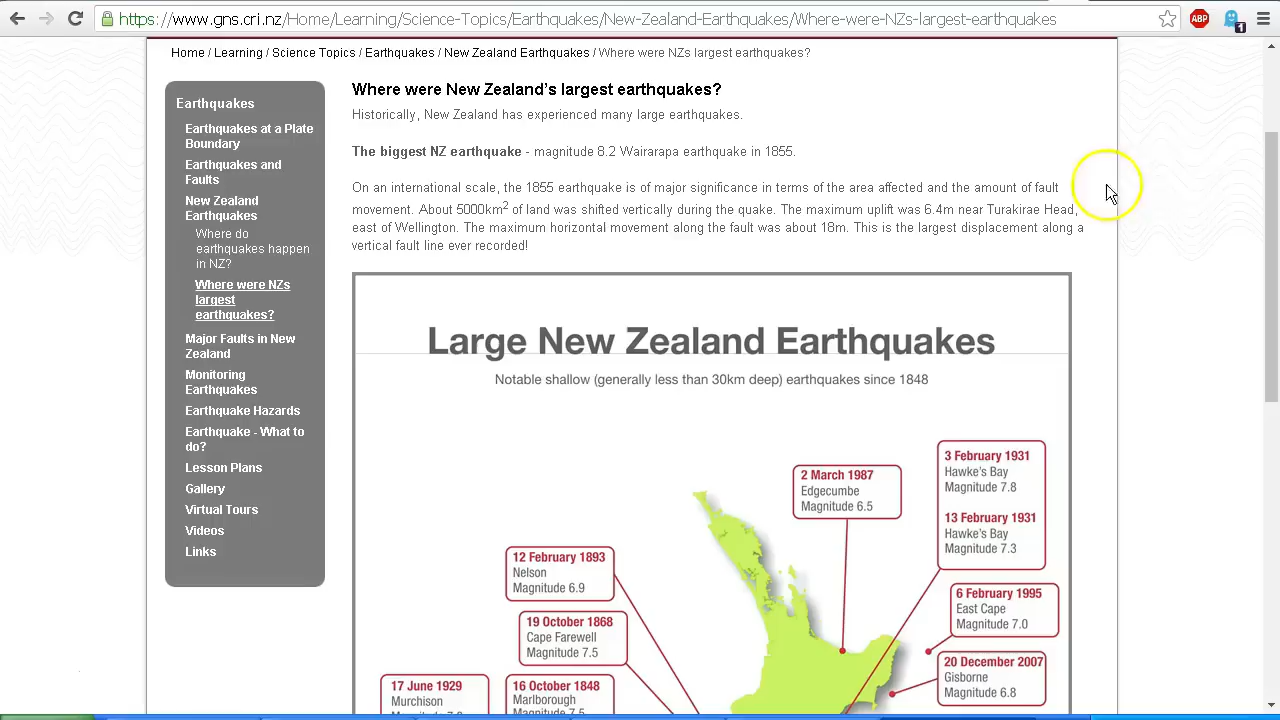 https://www.gns.cri.nz/Home/Learning/Science-Topics/Earthquakes/New-Zealand-Earthquakes/Where-were-NZs-largest-earthquakes
ABP
1
Home / Learning / Science Topics / Earthquakes / New Zealand Earthquakes / Where were NZs largest earthquakes?
Earthquakes
Earthquakes at a Plate
Boundary
Earthquakes and
Faults
New Zealand
Earthquakes
Where do
earthquakes happen
in NZ?
Where were NZs
largest
earthquakes?
Major Faults in New
Zealand
Monitoring
Earthquakes
Earthquake Hazards
Earthquake - What to
do?
Lesson Plans
Gallery
Virtual Tours
Videos
Links
Where were New Zealand's largest earthquakes?
Historically, New Zealand has experienced many large earthquakes.
The biggest NZ earthquake - magnitude 8.2 Wairarapa earthquake in 1855.
On an international scale, the 1855 earthquake is of major significance in terms of the area affected and the amount of fault
movement. About 5000km2 of land was shifted vertically during the quake. The maximum uplift was 6.4m near Turakirae Head,
east of Wellington. The maximum horizontal movement along the fault was about 18m. This is the largest displacement along a
vertical fault line ever recorded!
Large New Zealand Earthquakes
Notable shallow (generally less than 30km deep) earthquakes since 1848
3 February 1931
Hawke's Bay
Magnitude 7.8
13 February 1931
Hawke's Bay
Magnitude 7.3
2 March 1987
Edgecumbe
Magnitude 6.5
12 February 1893
Nelson
Magnitude 6.9
6 February 1995
East Cape
Magnitude 7.0
19 October 1868
Cape Farewell
Magnitude 7.5
20 December 2007
Gisborne
Magnitude 6.8
17 June 1929
Murchison
16 October 1848
Marlborough
Magnitude 7.5